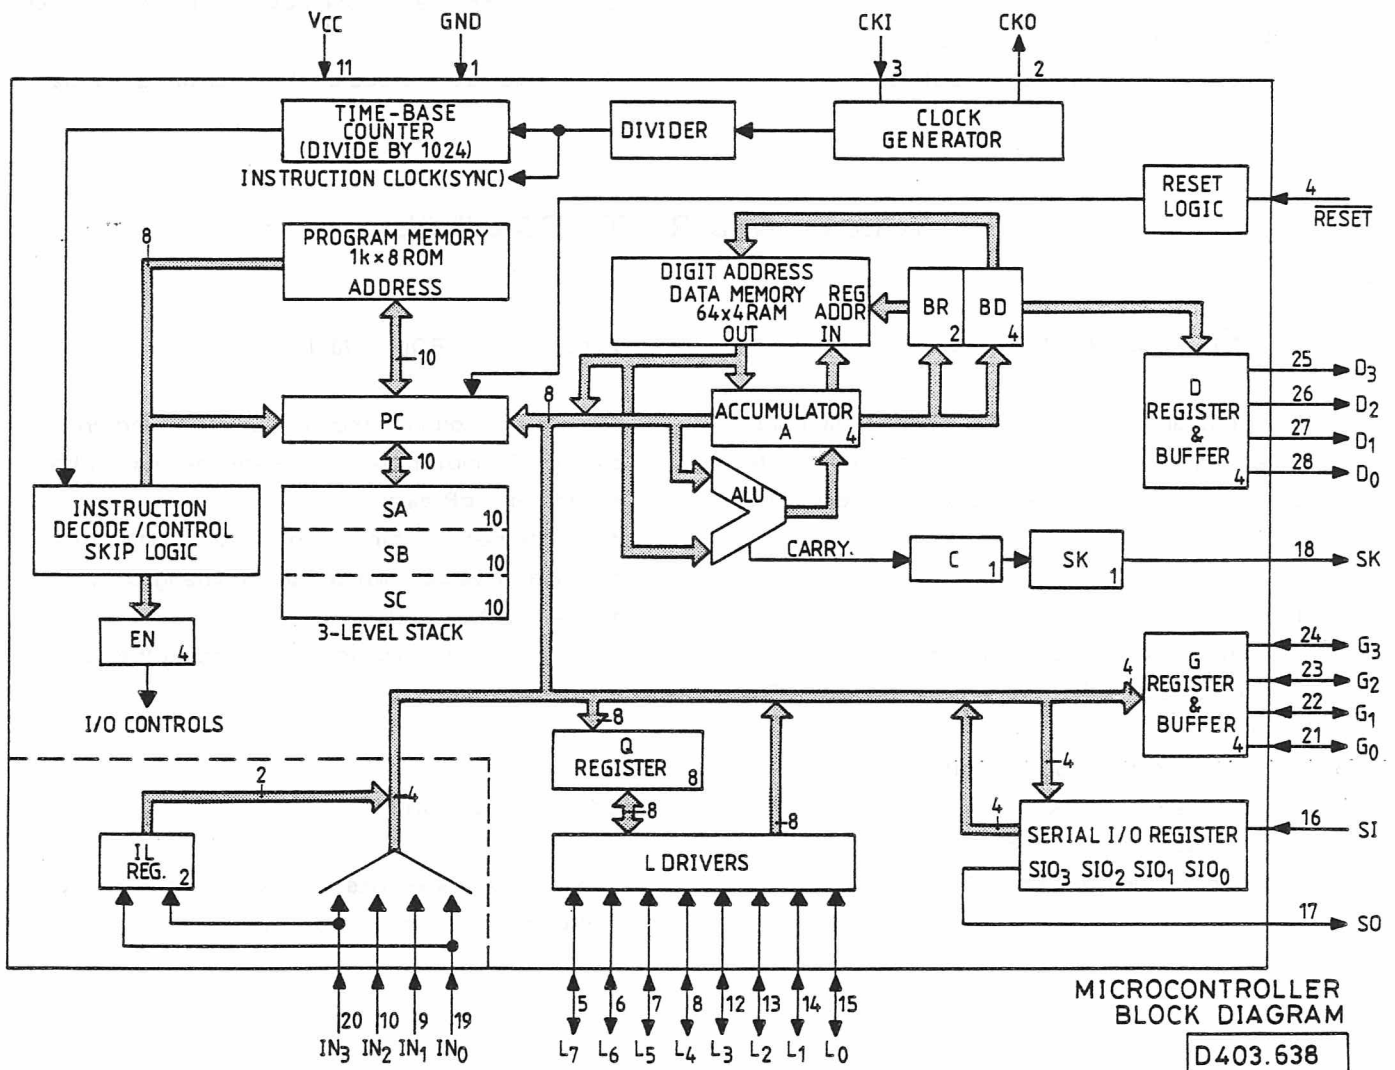 VCC GND CKI CKO
11 1 3 2
TIME-BASE
COUNTER
(DIVIDE BY 1024)
DIVIDER
CLOCK
GENERATOR
INSTRUCTION CLOCK(SYNC)
RESET
LOGIC
4
RESET
8
PROGRAM MEMORY
1k×8 ROM
ADDRESS
10
DIGIT ADDRESS
DATA MEMORY
64×4 RAM
OUT
REG
ADDR
IN
BR
2
BD
4
D
REGISTER
&
BUFFER
4
25 D3
26 D2
27 D1
28 D0
PC
8
ACCUMULATOR
A
4
10
ALU
INSTRUCTION
DECODE/CONTROL
SKIP LOGIC
SA
10
SB
10
SC
10
3-LEVEL STACK
CARRY.
C
1
SK
1
18 SK
EN
4
I/O CONTROLS
4
G
REGISTER
&
BUFFER
4
24 G3
23 G2
22 G1
21 G0
8
Q
REGISTER
8
8
8
L DRIVERS
4
4
SERIAL I/O REGISTER
SIO3 SIO2 SIO1 SIO0
16 SI
17 SO
2
4
IL
REG.
2
20 10 9 19
IN3 IN2 IN1 IN0
5 6 7 8 12 13 14 15
L7 L6 L5 L4 L3 L2 L1 L0
MICROCONTROLLER
BLOCK DIAGRAM
D403.638